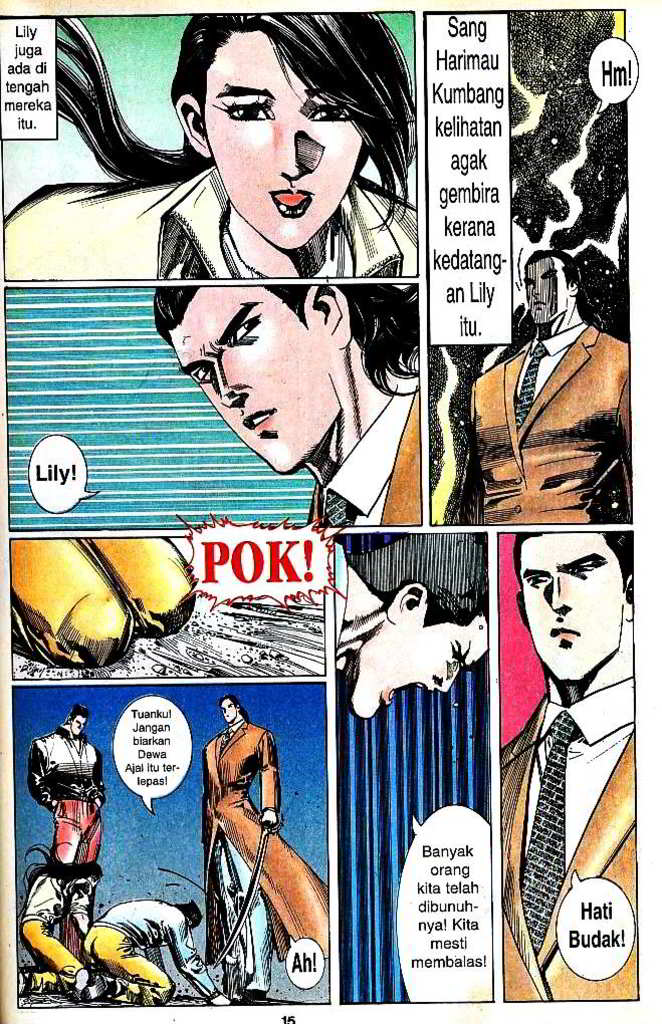 Lily
juga
ada di
tengah
mereka
itu.
Sang
Harimau
Kumbang
kelihatan
agak
gembira
kerana
kedatang-
an Lily
itu.
Hm!
Lily!
POK!
Tuanku!
Jangan
biarkan
Dewa
Ajal itu ter-
lepas!
Ah!
Banyak
orang
kita telah
dibunuh-
nya! Kita
mesti
membalas!
Hati
Budak!
15